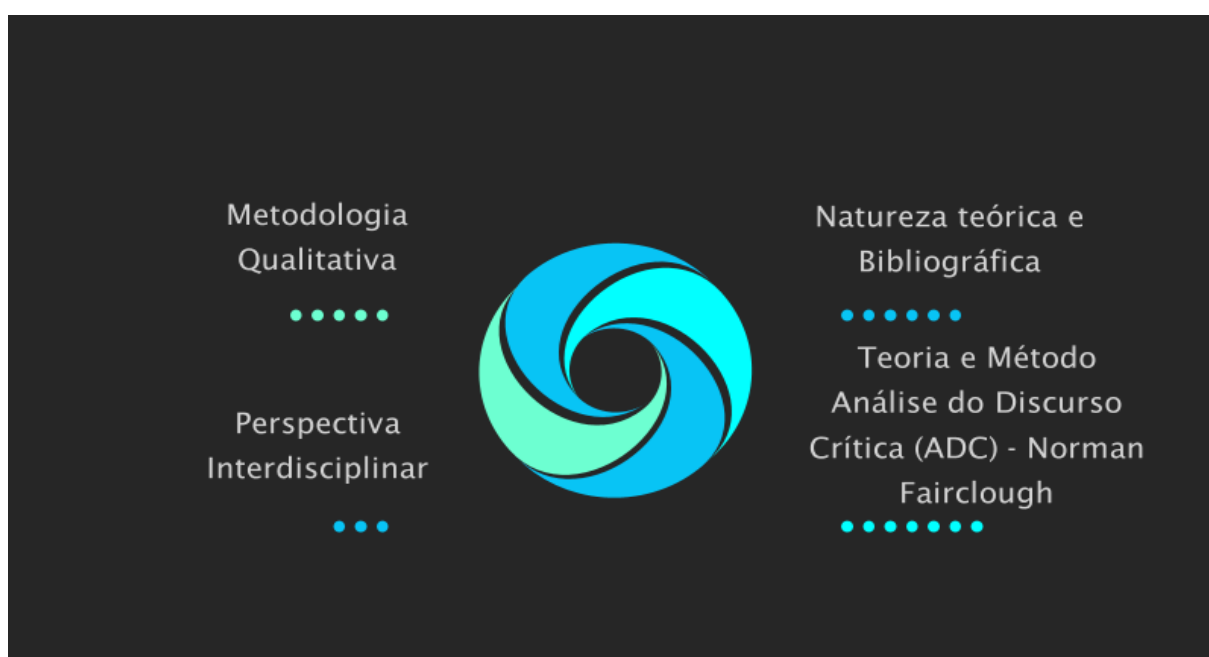 Metodologia
Qualitativa
Natureza teórica e
Bibliográfica
Perspectiva
Interdisciplinar
Teoria e Método
Análise do Discurso
Crítica (ADC) - Norman
Fairclough